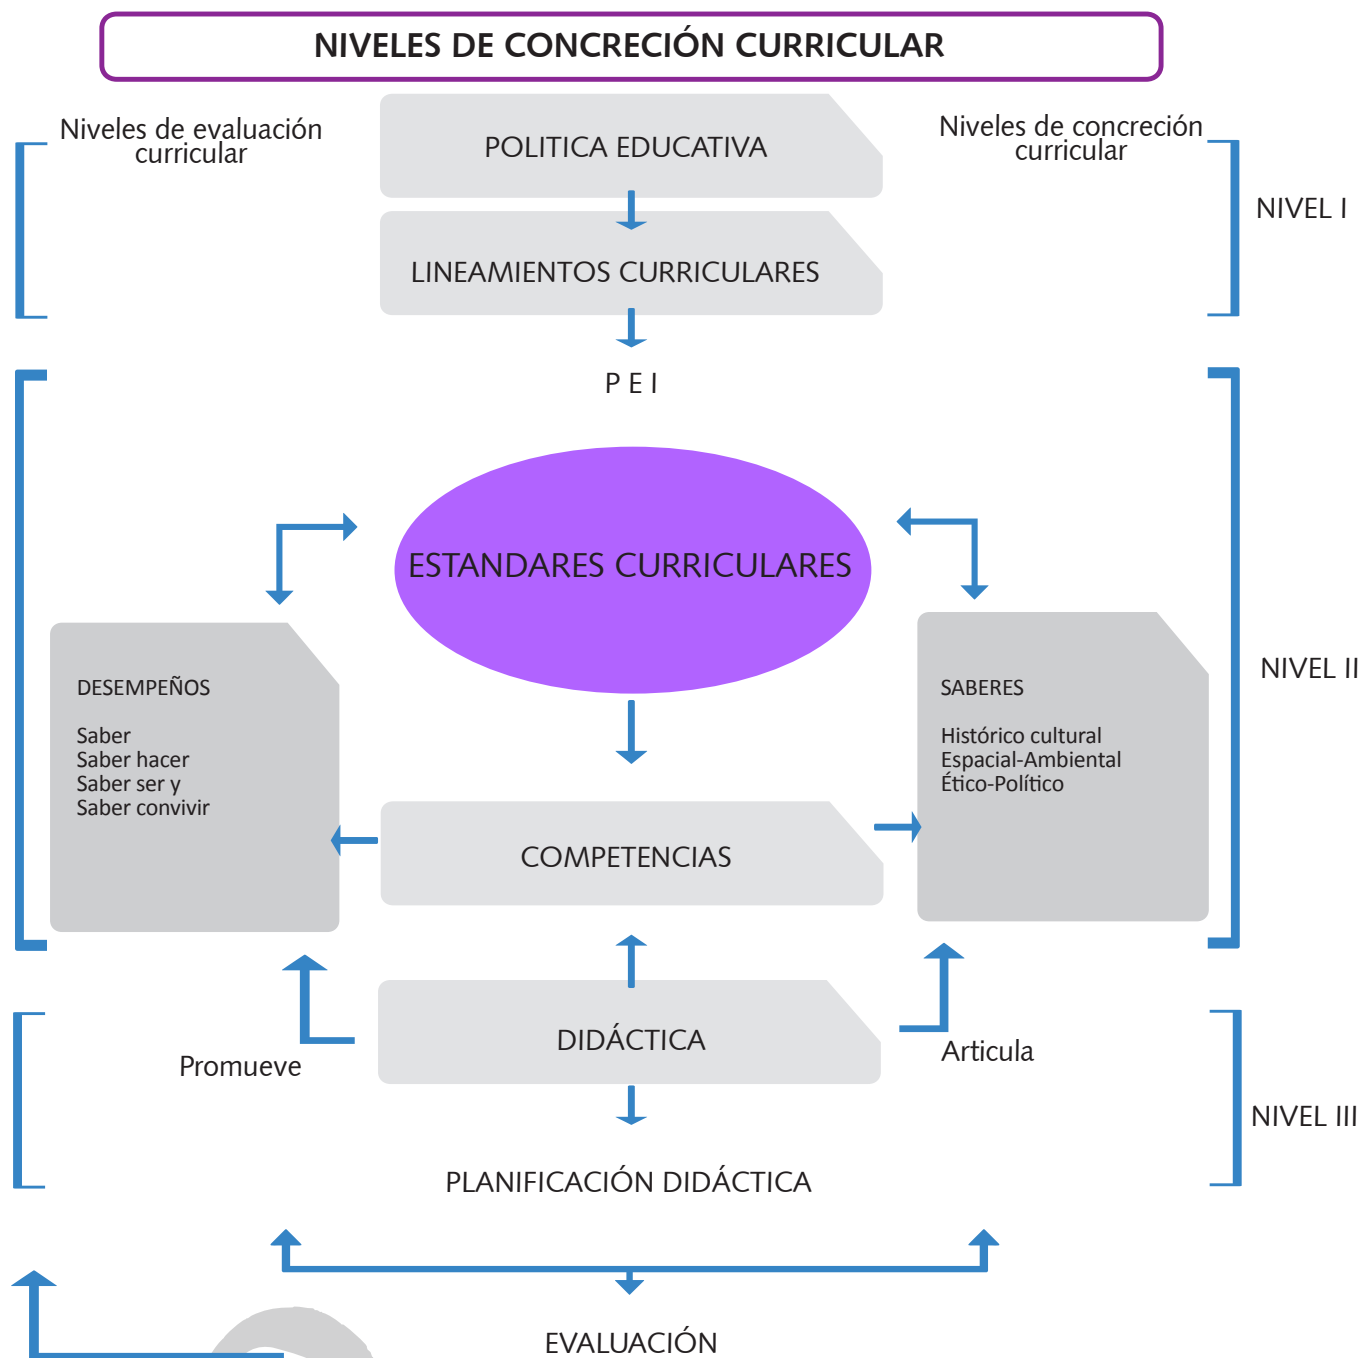 NIVELES DE CONCRECIÓN CURRICULAR
Niveles de evaluación
curricular
POLITICA EDUCATIVA
Niveles de concreción
curricular
NIVEL I
LINEAMIENTOS CURRICULARES
P E I
ESTANDARES CURRICULARES
NIVEL II
DESEMPEÑOS
Saber
Saber hacer
Saber ser y
Saber convivir
SABERES
Histórico cultural
Espacial-Ambiental
Ético-Político
COMPETENCIAS
DIDÁCTICA
Promueve
Articula
NIVEL III
PLANIFICACIÓN DIDÁCTICA
EVALUACIÓN